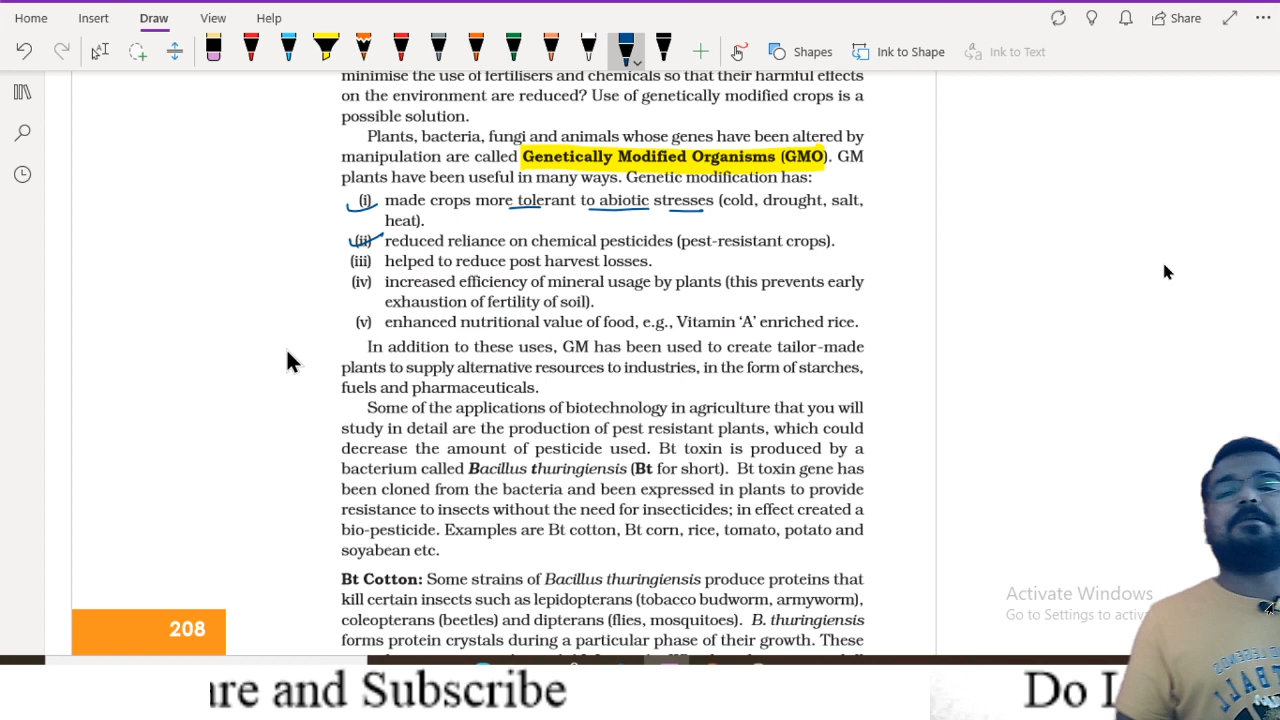 Home Insert Draw View Help Share
Shapes Ink to Shape Ink to Text
minimise the use of fertilisers and chemicals so that their harmful effects
on the environment are reduced? Use of genetically modified crops is a
possible solution.
Plants, bacteria, fungi and animals whose genes have been altered by
manipulation are called Genetically Modified Organisms (GMO). GM
plants have been useful in many ways. Genetic modification has:
(i) made crops more tolerant to abiotic stresses (cold, drought, salt,
heat).
(ii) reduced reliance on chemical pesticides (pest-resistant crops).
(iii) helped to reduce post harvest losses.
(iv) increased efficiency of mineral usage by plants (this prevents early
exhaustion of fertility of soil).
(v) enhanced nutritional value of food, e.g., Vitamin ‘A’ enriched rice.
In addition to these uses, GM has been used to create tailor-made
plants to supply alternative resources to industries, in the form of starches,
fuels and pharmaceuticals.
Some of the applications of biotechnology in agriculture that you will
study in detail are the production of pest resistant plants, which could
decrease the amount of pesticide used. Bt toxin is produced by a
bacterium called Bacillus thuringiensis (Bt for short). Bt toxin gene has
been cloned from the bacteria and been expressed in plants to provide
resistance to insects without the need for insecticides; in effect created a
bio-pesticide. Examples are Bt cotton, Bt corn, rice, tomato, potato and
soyabean etc.
Bt Cotton: Some strains of Bacillus thuringiensis produce proteins that
kill certain insects such as lepidopterans (tobacco budworm, armyworm),
coleopterans (beetles) and dipterans (flies, mosquitoes). B. thuringiensis
forms protein crystals during a particular phase of their growth. These
208
Activate Windows
Go to Settings to activ
are and Subscribe Do